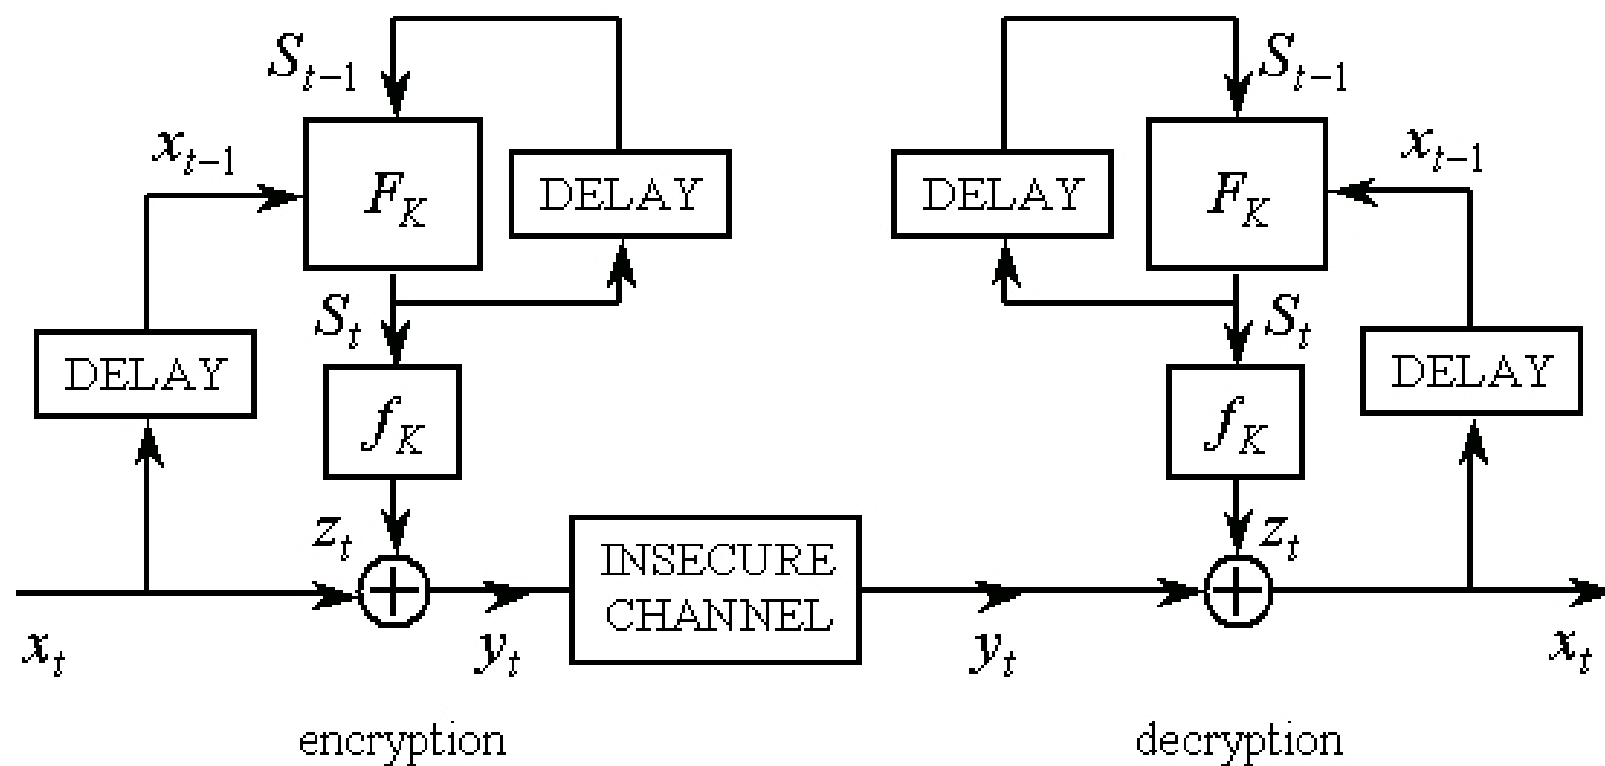 S_{t-1}
S_{t-1}
x_{t-1}
x_{t-1}
F_K
DELAY
DELAY
F_K
S_t
S_t
DELAY
DELAY
f_K
f_K
z_t
z_t
INSECURE
CHANNEL
x_t
y_t
y_t
x_t
encryption
decryption